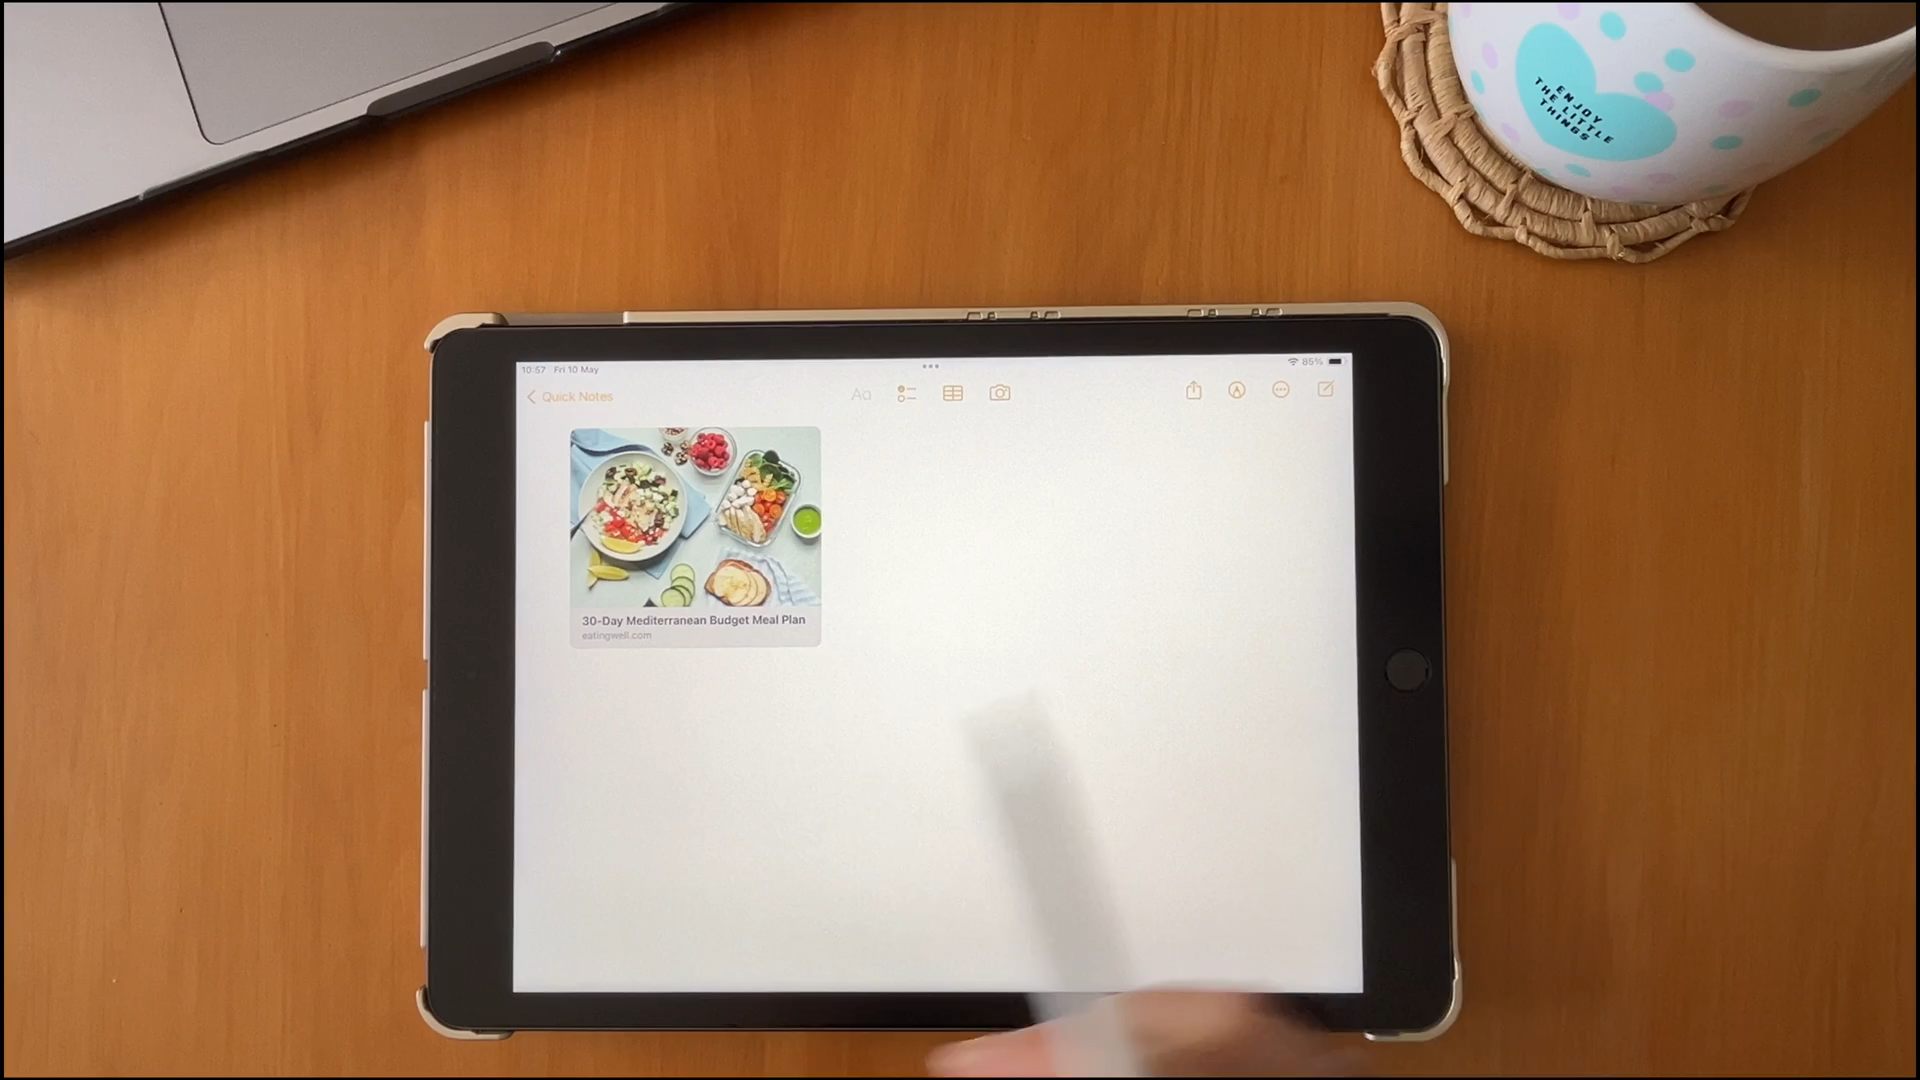 ENJOY
THE LITTLE
THINGS
10:57 Fri 10 May
85%
Quick Notes
Aa
30-Day Mediterranean Budget Meal Plan
eatingwell.com